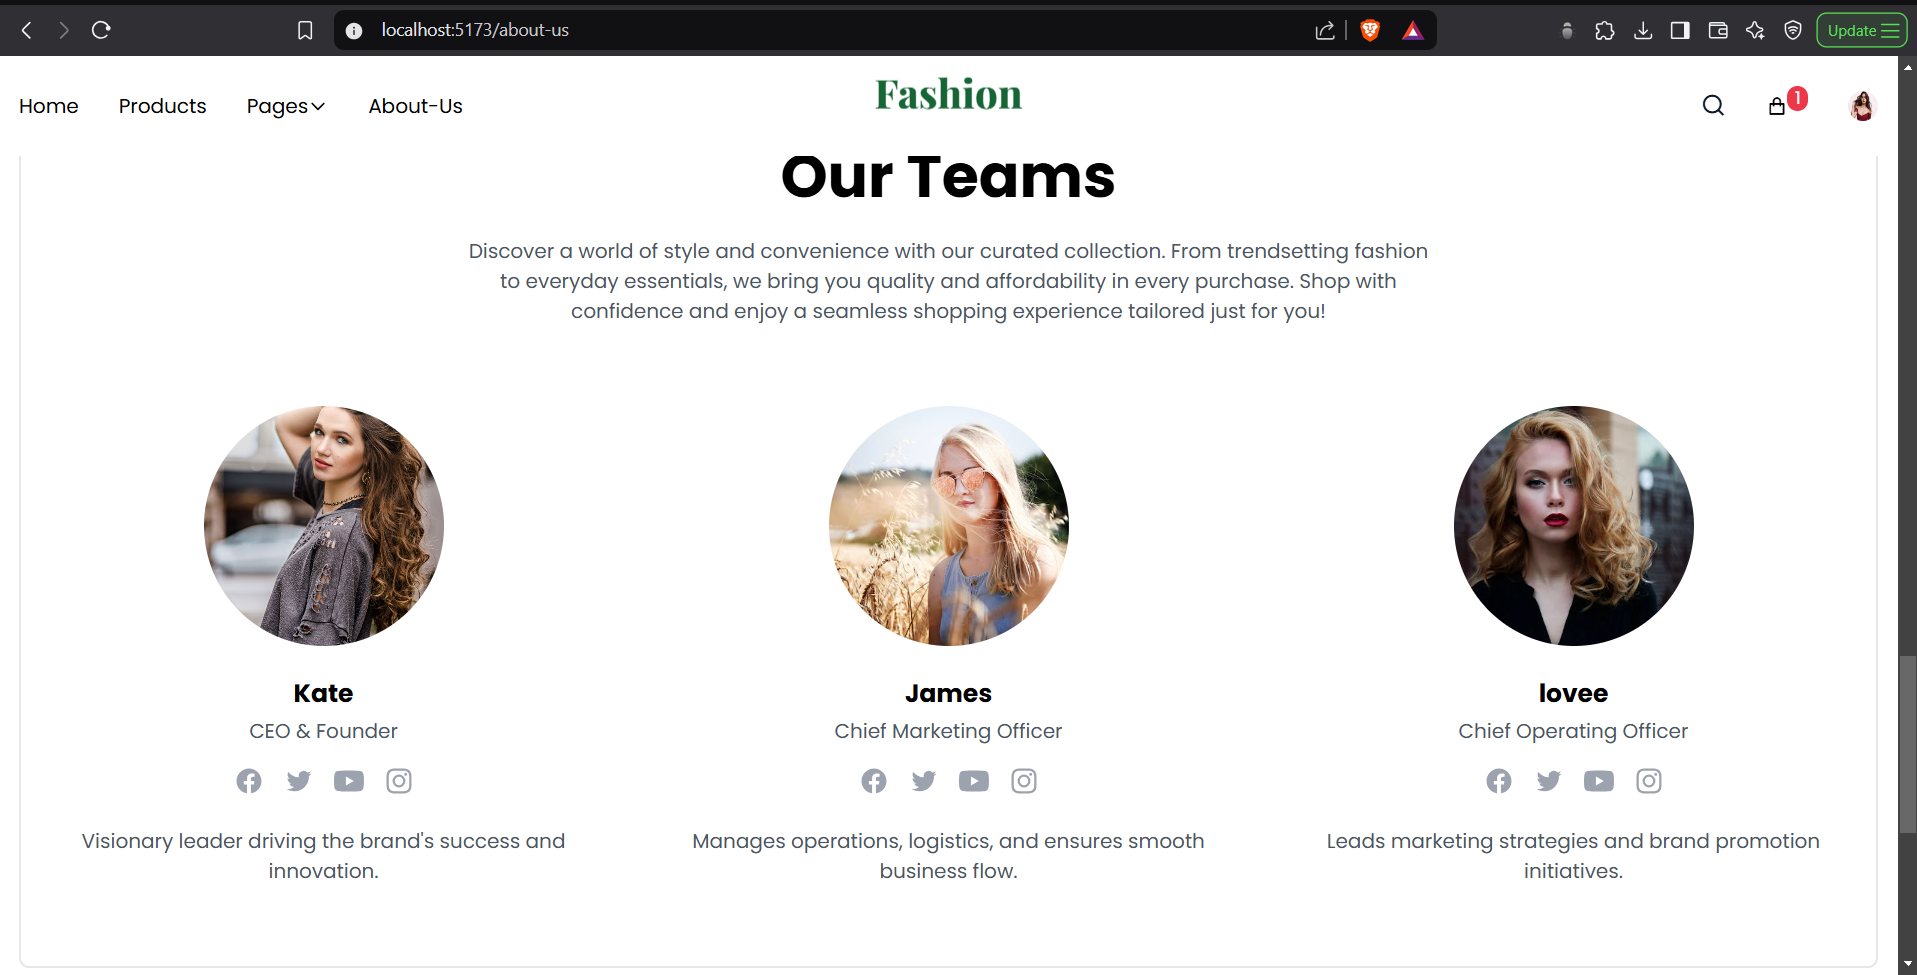 localhost:5173/about-us
Update
Home Products Pages About-Us
Fashion
1
Our Teams
Discover a world of style and convenience with our curated collection. From trendsetting fashion
to everyday essentials, we bring you quality and affordability in every purchase. Shop with
confidence and enjoy a seamless shopping experience tailored just for you!
Kate
CEO & Founder
Visionary leader driving the brand's success and
innovation.
James
Chief Marketing Officer
Manages operations, logistics, and ensures smooth
business flow.
lovee
Chief Operating Officer
Leads marketing strategies and brand promotion
initiatives.